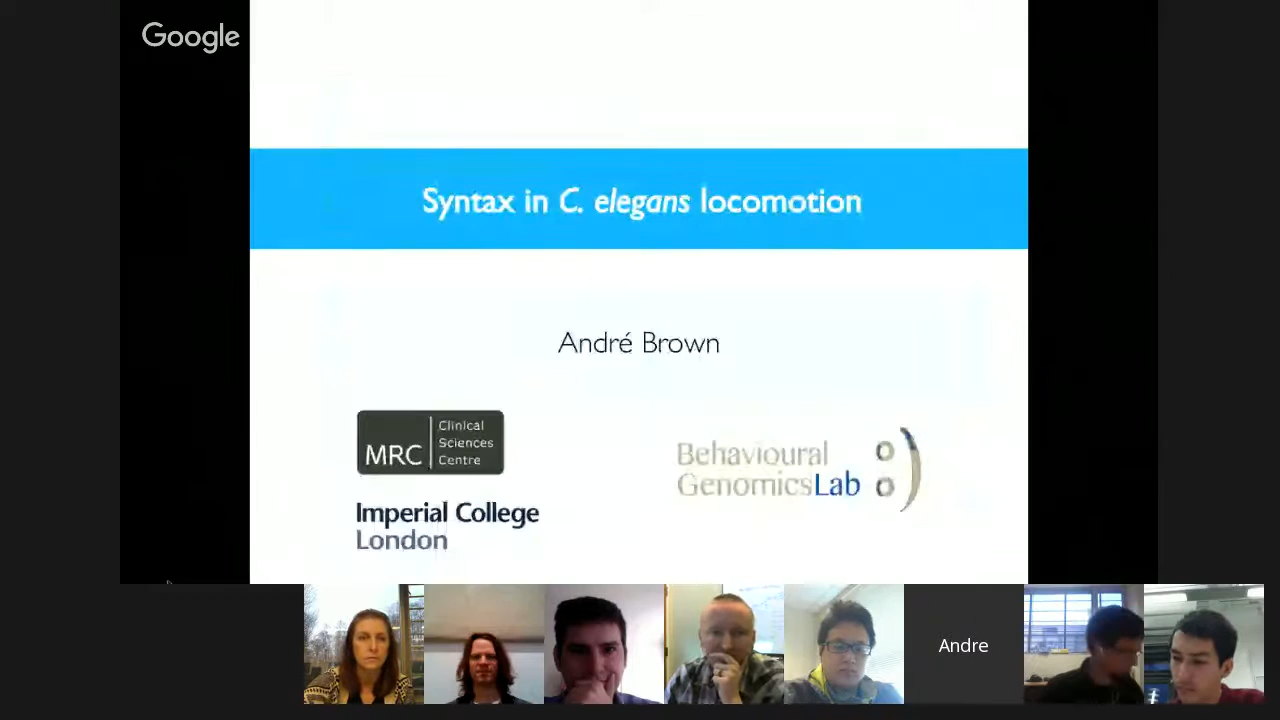 Google
Syntax in C. elegans locomotion
André Brown
MRC
Clinical
Sciences
Centre
Imperial College
London
Behavioural
GenomicsLab
Andre